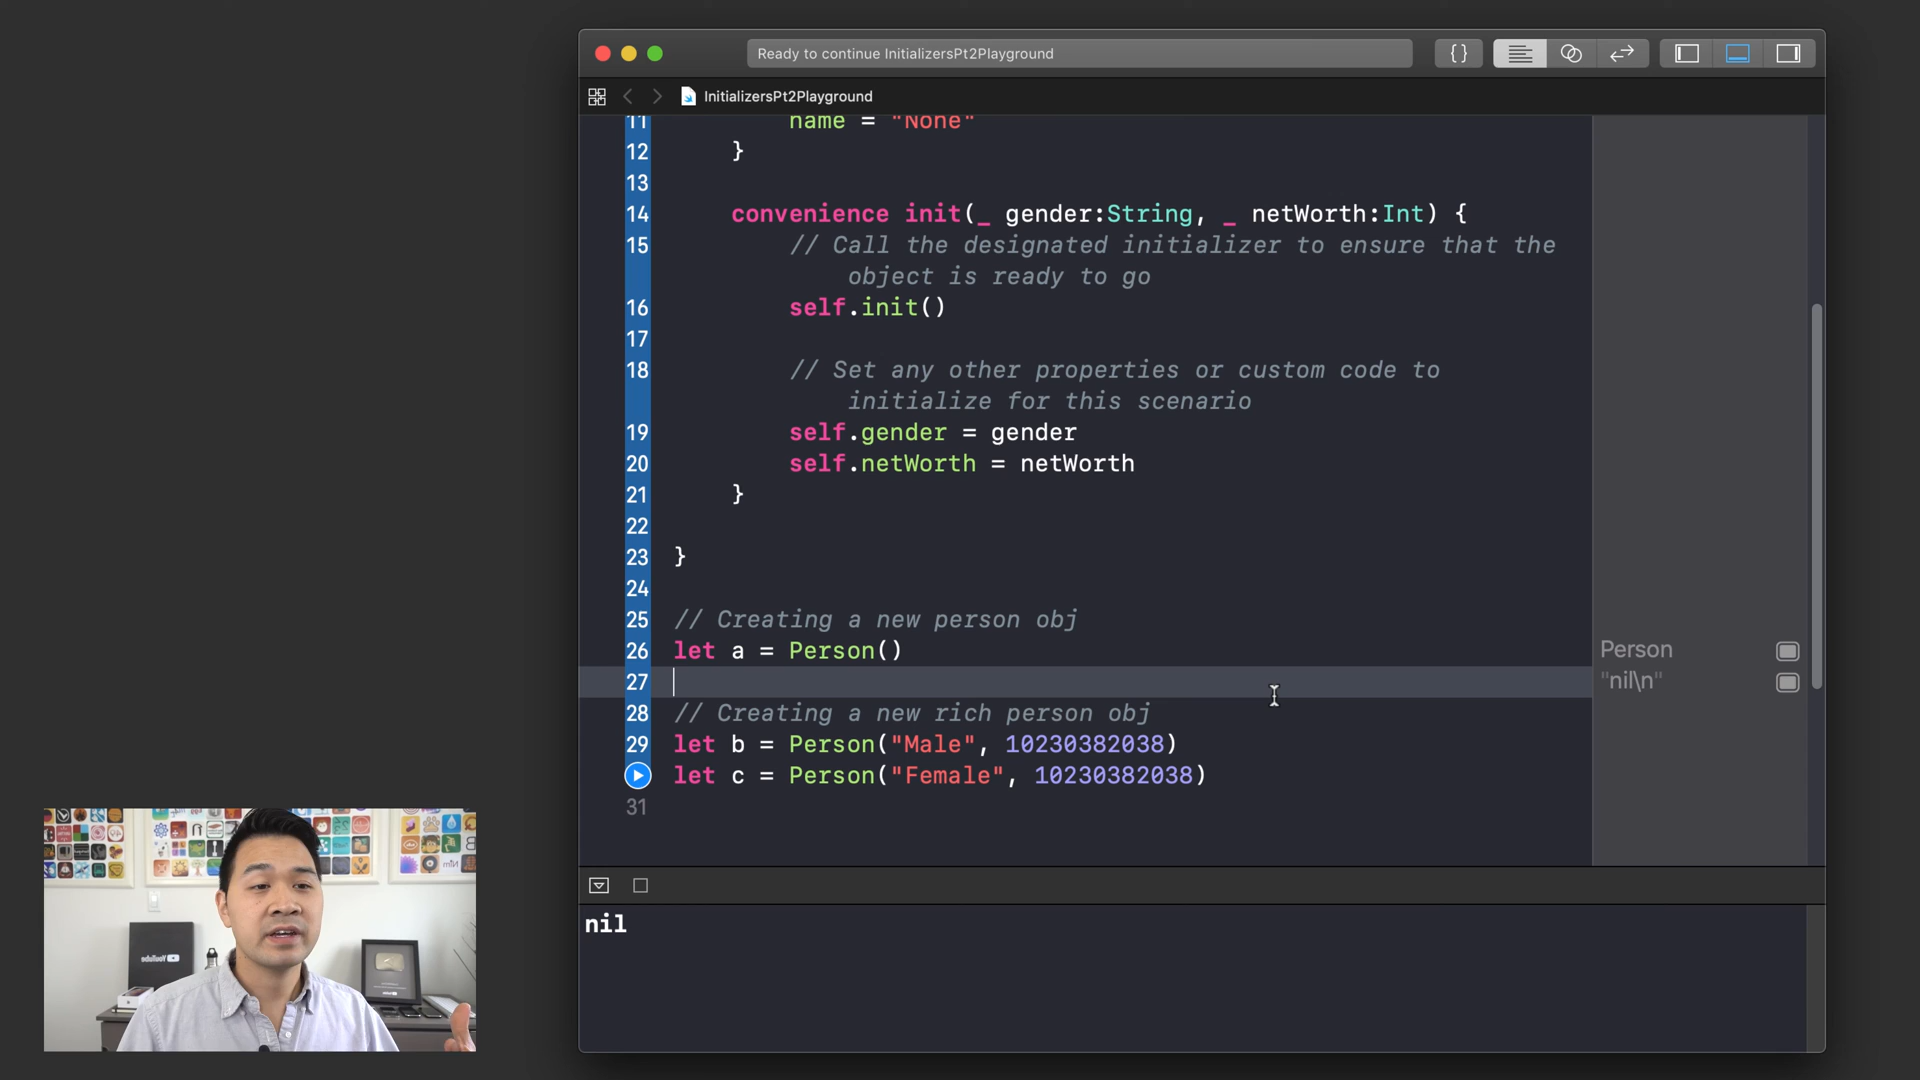 Ready to continue InitializersPt2Playground
{}
InitializersPt2Playground
11 name = "None"
12 }
13
14 convenience init(_ gender:String, _ netWorth:Int) {
15 // Call the designated initializer to ensure that the
object is ready to go
16 self.init()
17
18 // Set any other properties or custom code to
initialize for this scenario
19 self.gender = gender
20 self.netWorth = netWorth
21 }
22
23 }
24
25 // Creating a new person obj
26 let a = Person() Person
27 "nil\n"
28 // Creating a new rich person obj
29 let b = Person("Male", 10230382038)
let c = Person("Female", 10230382038)
31
nil
YouTube